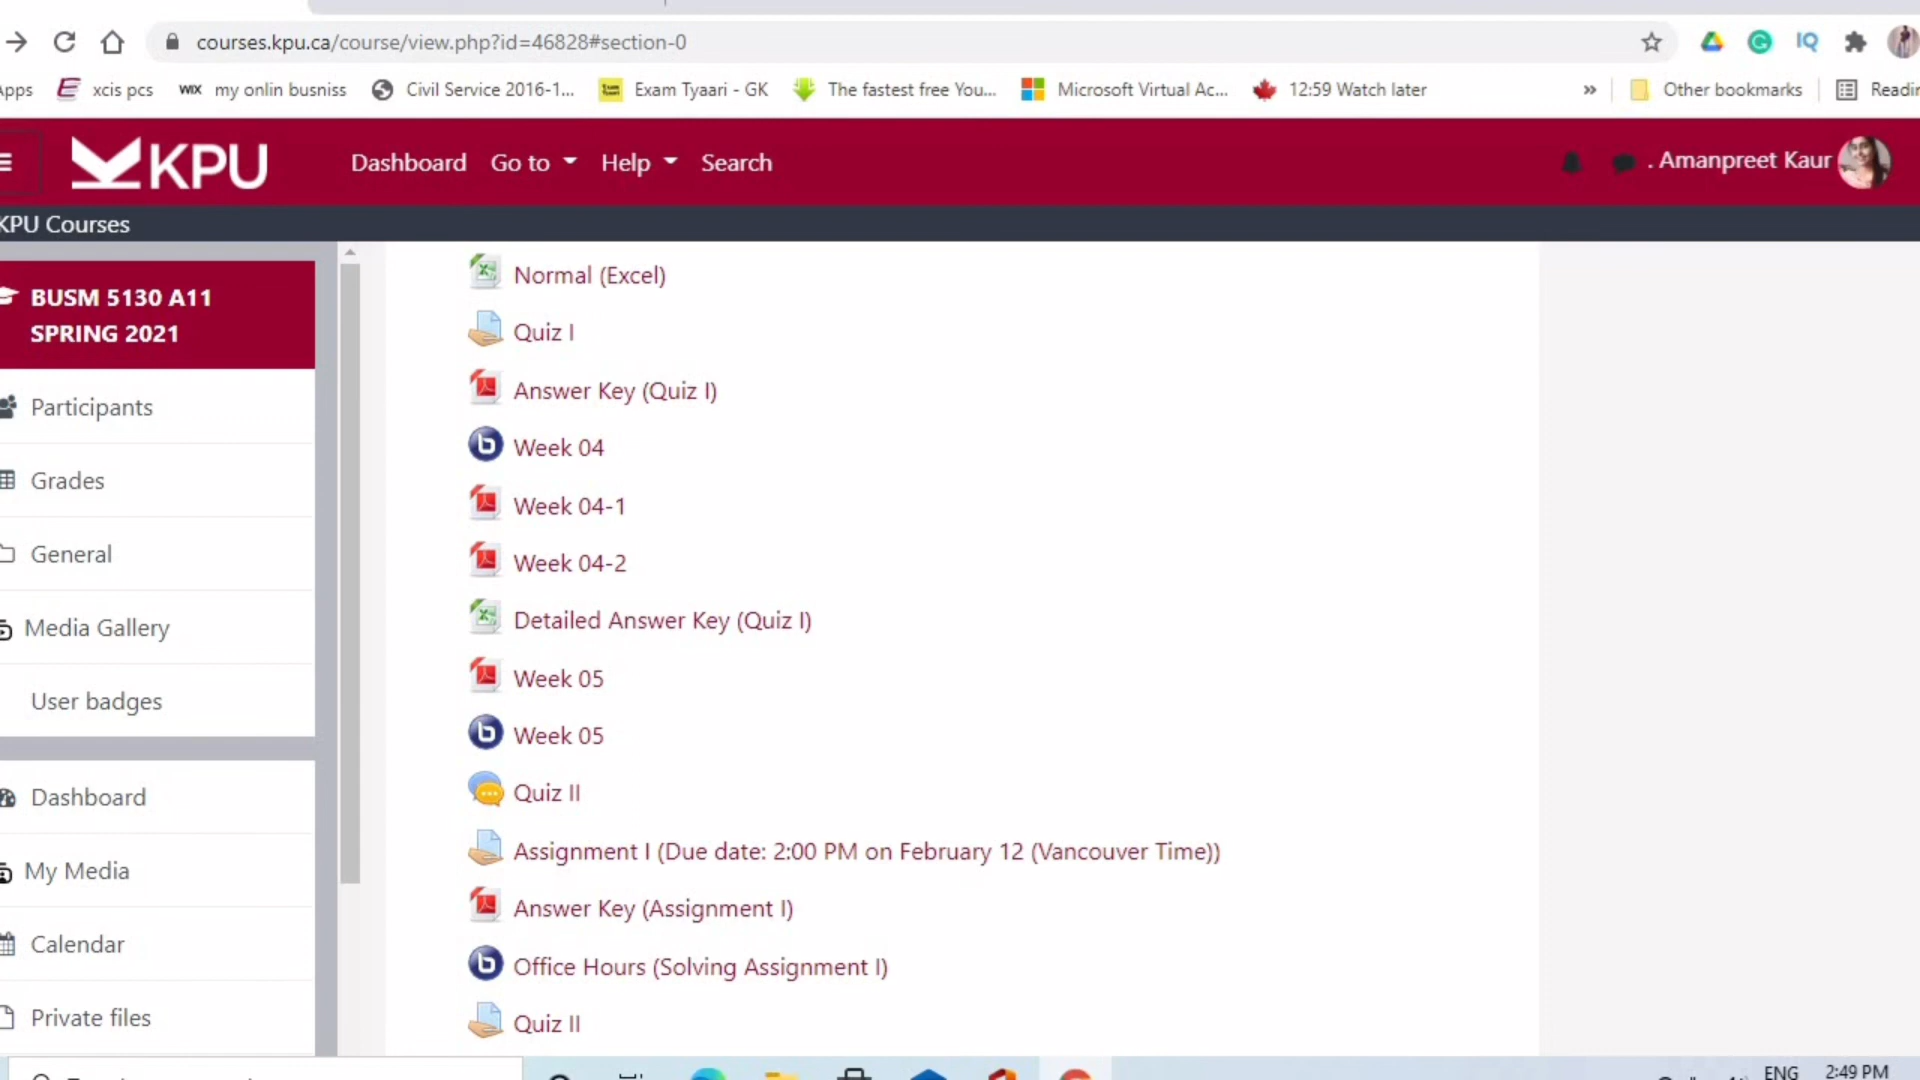 courses.kpu.ca/course/view.php?id=46828#section-0
xcis pcs
WIX my onlin busniss
Civil Service 2016-1...
Exam Tyaari - GK
The fastest free You...
Microsoft Virtual Ac...
12:59 Watch later
»
Other bookmarks
KPU
Dashboard
Go to
Help
Search
. Amanpreet Kaur
KPU Courses
BUSM 5130 A11
SPRING 2021
Participants
Grades
General
Media Gallery
User badges
Dashboard
My Media
Calendar
Private files
Normal (Excel)
Quiz I
Answer Key (Quiz I)
Week 04
Week 04-1
Week 04-2
Detailed Answer Key (Quiz I)
Week 05
Week 05
Quiz II
Assignment I (Due date: 2:00 PM on February 12 (Vancouver Time))
Answer Key (Assignment I)
Office Hours (Solving Assignment I)
Quiz II
ENG
2:49 PM